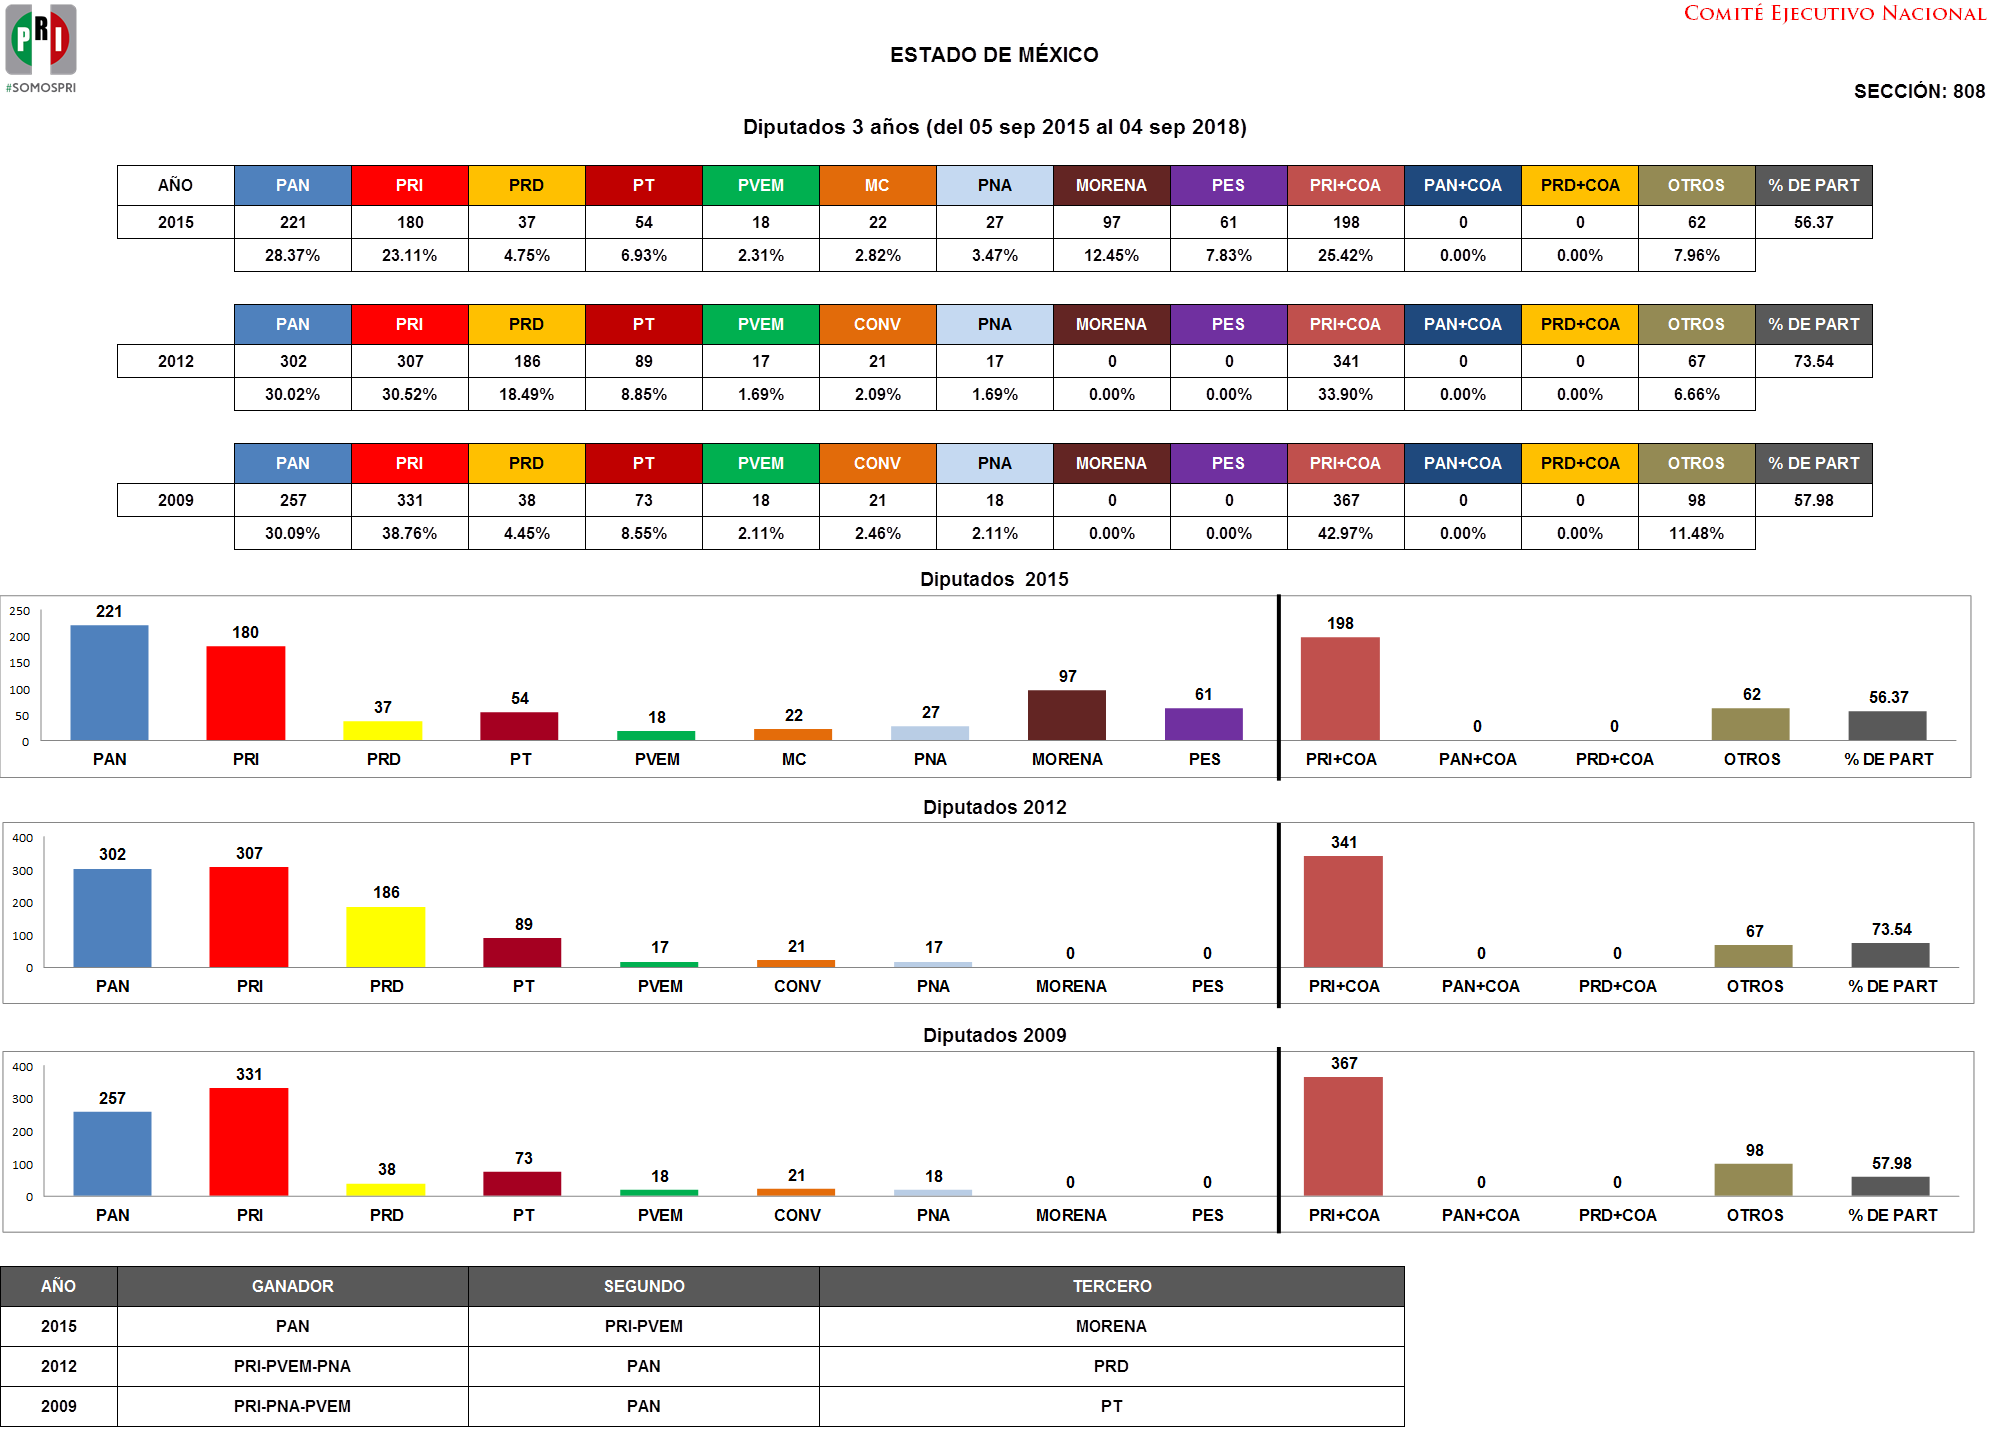 PRI
#SOMOSPRI
COMITÉ EJECUTIVO NACIONAL
ESTADO DE MÉXICO
SECCIÓN: 808
Diputados 3 años (del 05 sep 2015 al 04 sep 2018)
AÑO PAN PRI PRD PT PVEM MC PNA MORENA PES PRI+COA PAN+COA PRD+COA OTROS % DE PART
2015 221 180 37 54 18 22 27 97 61 198 0 0 62 56.37
28.37% 23.11% 4.75% 6.93% 2.31% 2.82% 3.47% 12.45% 7.83% 25.42% 0.00% 0.00% 7.96%
PAN PRI PRD PT PVEM CONV PNA MORENA PES PRI+COA PAN+COA PRD+COA OTROS % DE PART
2012 302 307 186 89 17 21 17 0 0 341 0 0 67 73.54
30.02% 30.52% 18.49% 8.85% 1.69% 2.09% 1.69% 0.00% 0.00% 33.90% 0.00% 0.00% 6.66%
PAN PRI PRD PT PVEM CONV PNA MORENA PES PRI+COA PAN+COA PRD+COA OTROS % DE PART
2009 257 331 38 73 18 21 18 0 0 367 0 0 98 57.98
30.09% 38.76% 4.45% 8.55% 2.11% 2.46% 2.11% 0.00% 0.00% 42.97% 0.00% 0.00% 11.48%
Diputados 2015
250
200
150
100
50
0
221 180 37 54 18 22 27 97 61 198 0 0 62 56.37
PAN PRI PRD PT PVEM MC PNA MORENA PES PRI+COA PAN+COA PRD+COA OTROS % DE PART
Diputados 2012
400
300
200
100
0
302 307 186 89 17 21 17 0 0 341 0 0 67 73.54
PAN PRI PRD PT PVEM CONV PNA MORENA PES PRI+COA PAN+COA PRD+COA OTROS % DE PART
Diputados 2009
400
300
200
100
0
257 331 38 73 18 21 18 0 0 367 0 0 98 57.98
PAN PRI PRD PT PVEM CONV PNA MORENA PES PRI+COA PAN+COA PRD+COA OTROS % DE PART
AÑO GANADOR SEGUNDO TERCERO
2015 PAN PRI-PVEM MORENA
2012 PRI-PVEM-PNA PAN PRD
2009 PRI-PNA-PVEM PAN PT